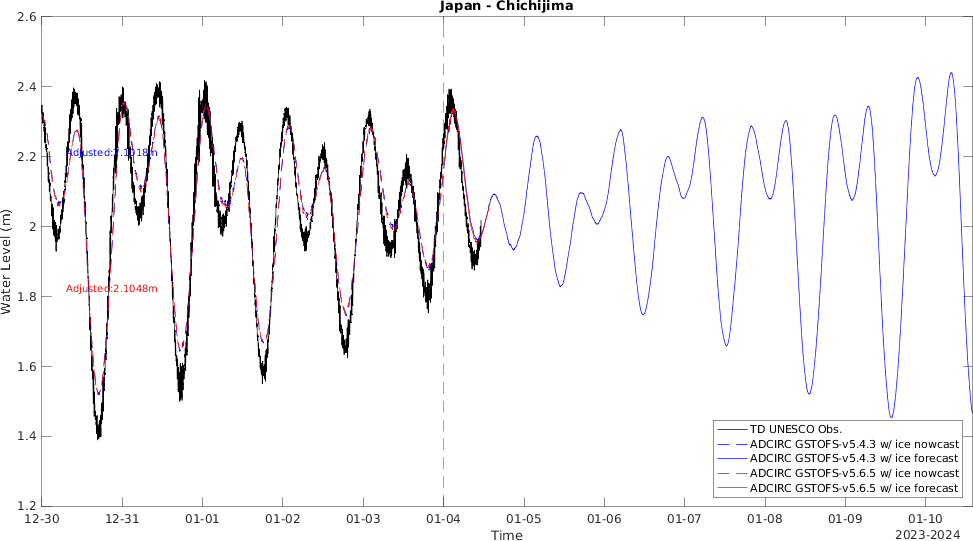 Japan - Chichijima
2.6
2.4
2.2
2
1.8
1.6
1.4
1.2
Water Level (m)
Adjusted:2.1018m
Adjusted:2.1048m
TD UNESCO Obs.
ADCIRC GSTOFS-v5.4.3 w/ ice nowcast
ADCIRC GSTOFS-v5.4.3 w/ ice forecast
ADCIRC GSTOFS-v5.6.5 w/ ice nowcast
ADCIRC GSTOFS-v5.6.5 w/ ice forecast
12-30 12-31 01-01 01-02 01-03 01-04 01-05 01-06 01-07 01-08 01-09 01-10
Time
2023-2024